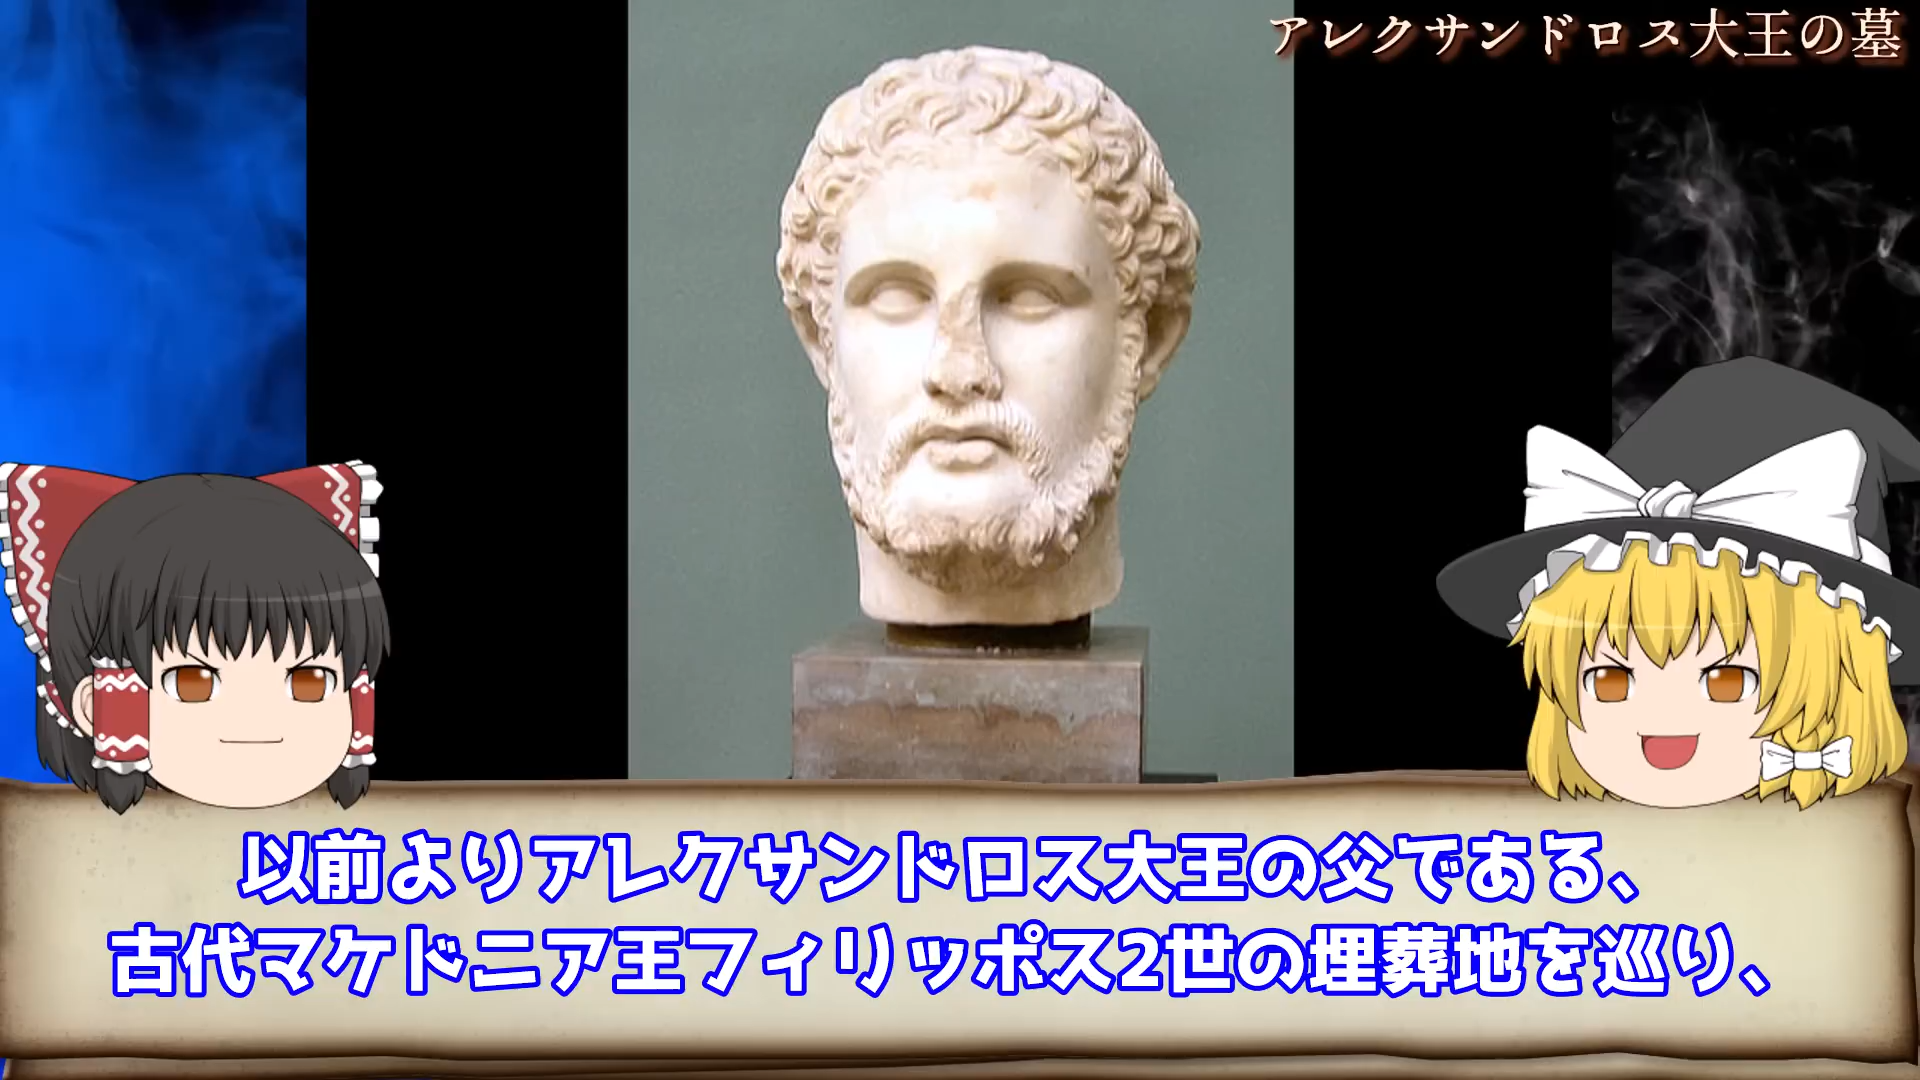 アレクサンドロス大王の墓
以前よりアレクサンドロス大王の父である、
古代マケドニア王フィリッポス2世の埋葬地を巡り、